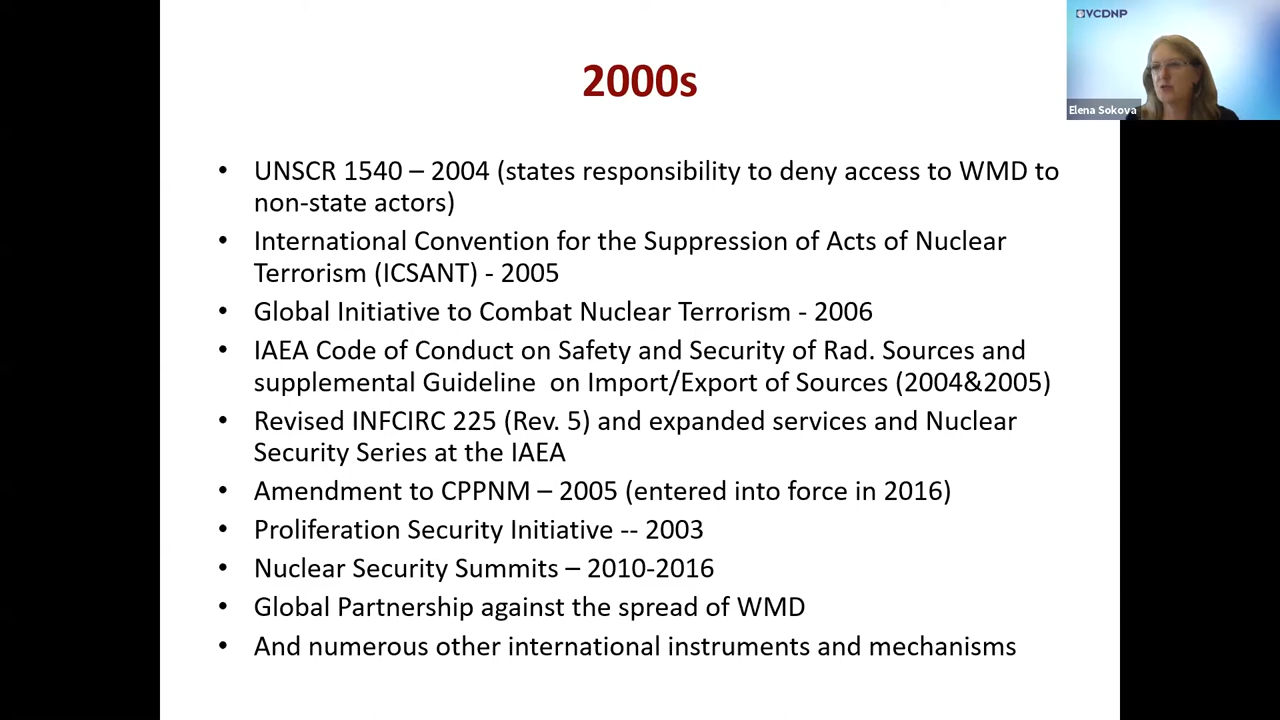 VCDNP
Elena Sokova
2000s
• UNSCR 1540 – 2004 (states responsibility to deny access to WMD to
non-state actors)
• International Convention for the Suppression of Acts of Nuclear
Terrorism (ICSANT) - 2005
• Global Initiative to Combat Nuclear Terrorism - 2006
• IAEA Code of Conduct on Safety and Security of Rad. Sources and
supplemental Guideline  on Import/Export of Sources (2004&2005)
• Revised INFCIRC 225 (Rev. 5) and expanded services and Nuclear
Security Series at the IAEA
• Amendment to CPPNM – 2005 (entered into force in 2016)
• Proliferation Security Initiative -- 2003
• Nuclear Security Summits – 2010-2016
• Global Partnership against the spread of WMD
• And numerous other international instruments and mechanisms